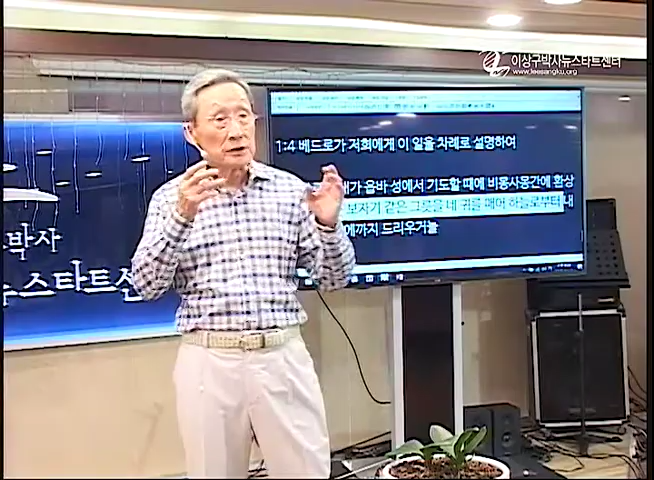 이상구박사뉴스타트센터
www.leesangku.org
1:4 베드로가 저희에게 이 일을 차례로 설명하여
가 욥바 성에서 기도할 때에 비몽사몽간에 환상
보자기 같은 그릇을 네 귀를 매어 하늘로부터 내
에까지 드리우거늘
박사
뉴스타트센